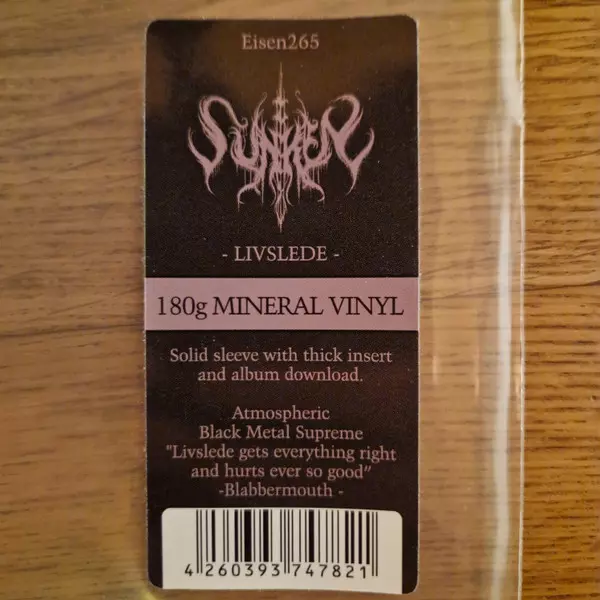 Eisen265
SUNKEN
- LIVSLEDE -
180g MINERAL VINYL
Solid sleeve with thick insert
and album download.
Atmospheric
Black Metal Supreme
"Livslede gets everything right
and hurts ever so good"
-Blabbermouth -
4 260393 747821